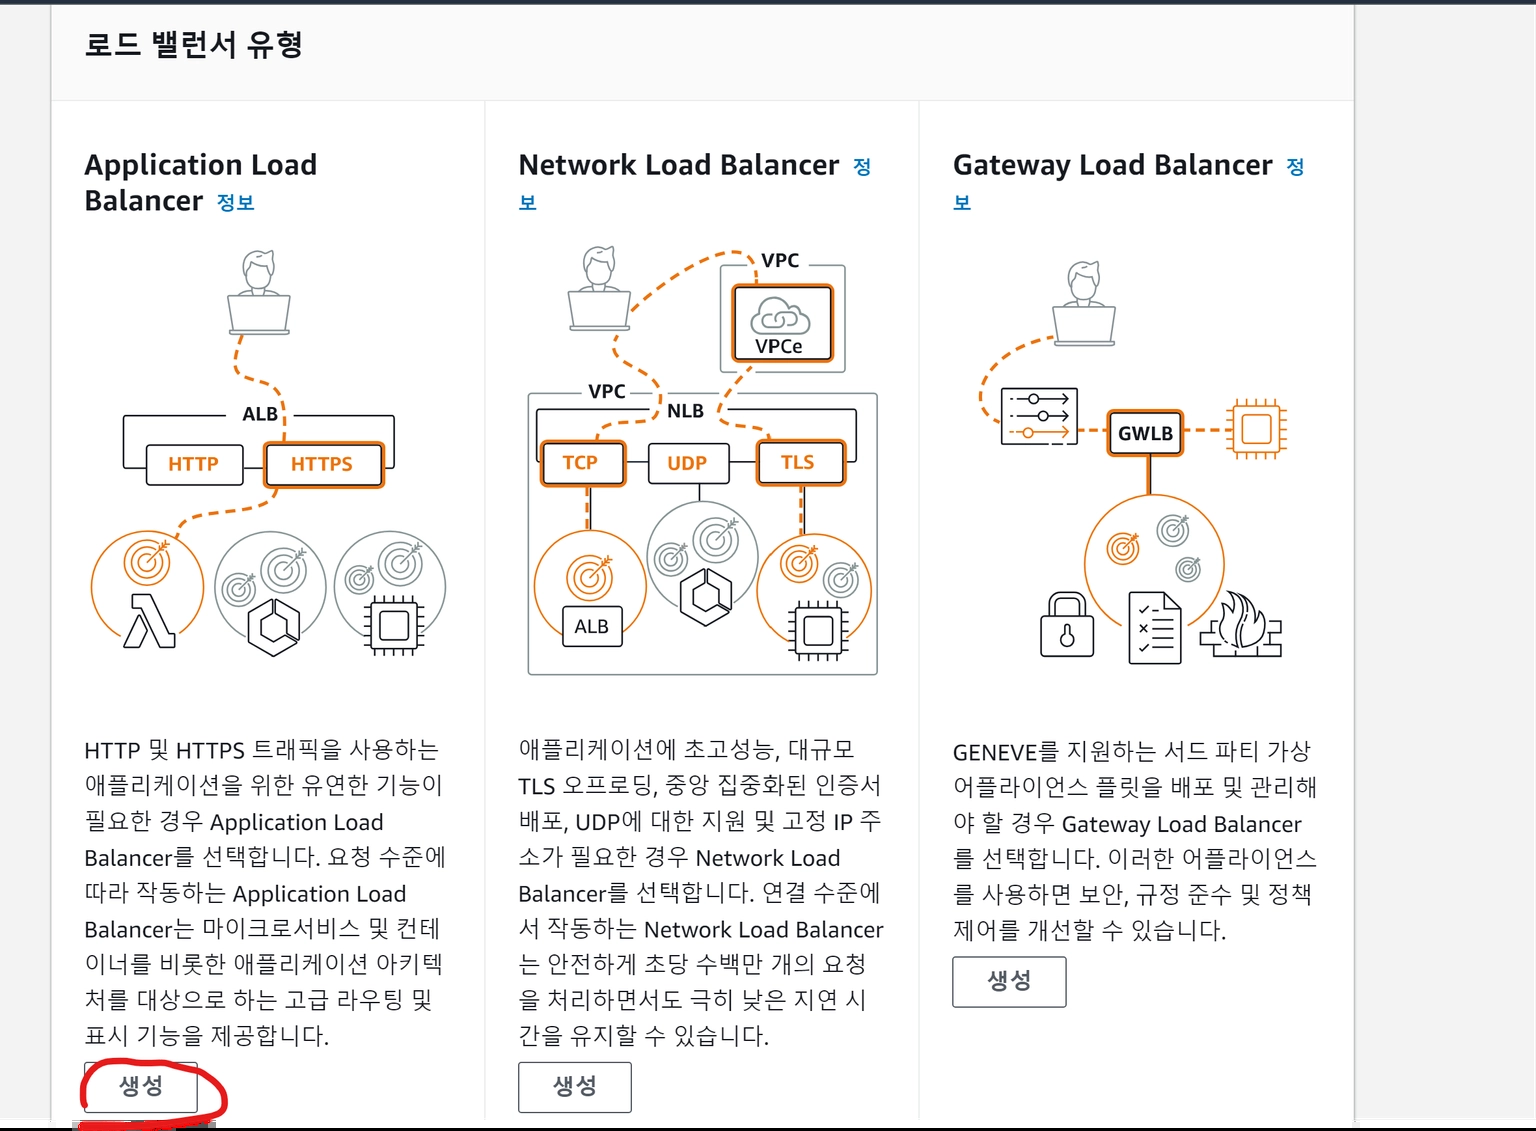 로드 밸런서 유형
Application Load
Balancer 정보
ALB
HTTP
HTTPS
HTTP 및 HTTPS 트래픽을 사용하는
애플리케이션을 위한 유연한 기능이
필요한 경우 Application Load
Balancer를 선택합니다. 요청 수준에
따라 작동하는 Application Load
Balancer는 마이크로서비스 및 컨테
이너를 비롯한 애플리케이션 아키텍
처를 대상으로 하는 고급 라우팅 및
표시 기능을 제공합니다.
생성
Network Load Balancer 정
보
VPC
VPCe
VPC
NLB
TCP
UDP
TLS
ALB
애플리케이션에 초고성능, 대규모
TLS 오프로딩, 중앙 집중화된 인증서
배포, UDP에 대한 지원 및 고정 IP 주
소가 필요한 경우 Network Load
Balancer를 선택합니다. 연결 수준에
서 작동하는 Network Load Balancer
는 안전하게 초당 수백만 개의 요청
을 처리하면서도 극히 낮은 지연 시
간을 유지할 수 있습니다.
생성
Gateway Load Balancer 정
보
GWLB
GENEVE를 지원하는 서드 파티 가상
어플라이언스 플릿을 배포 및 관리해
야 할 경우 Gateway Load Balancer
를 선택합니다. 이러한 어플라이언스
를 사용하면 보안, 규정 준수 및 정책
제어를 개선할 수 있습니다.
생성